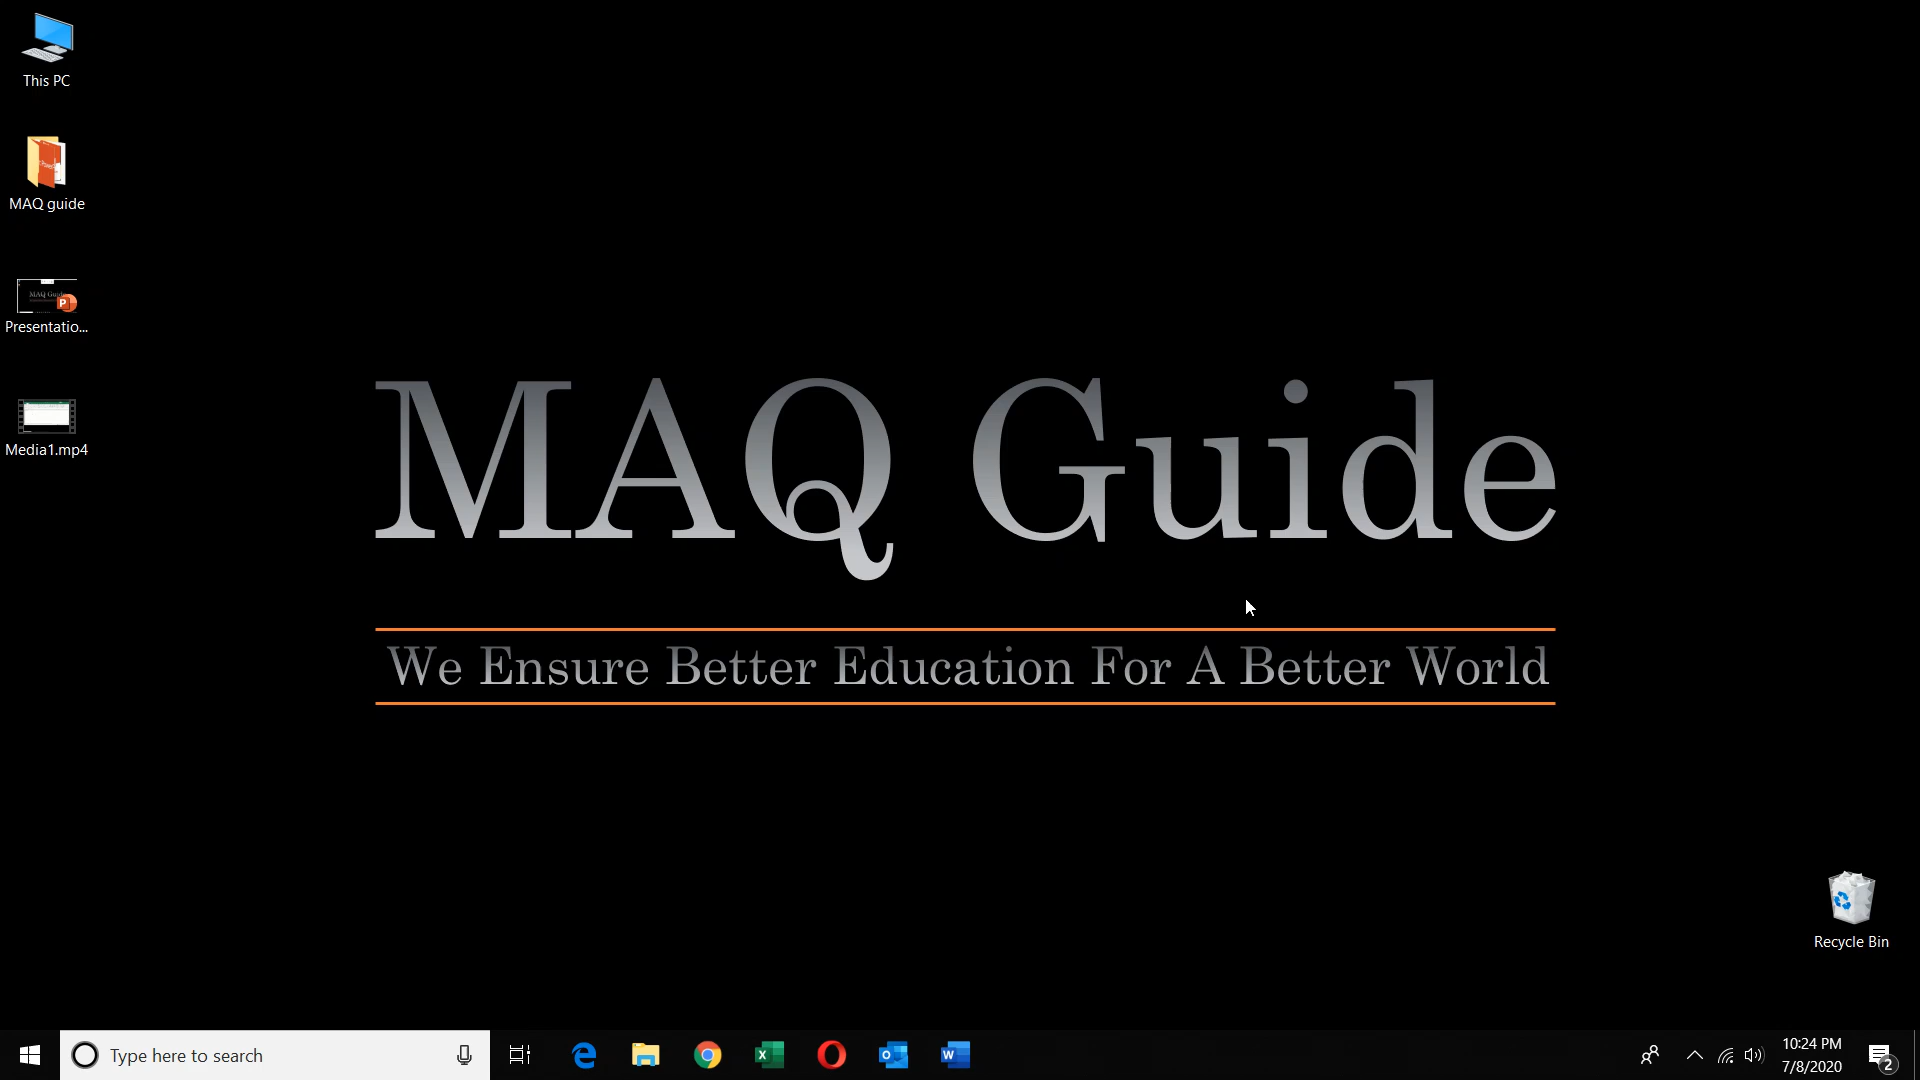 This PC
MAQ guide
Presentatio...
Media1.mp4
MAQ Guide
We Ensure Better Education For A Better World
Recycle Bin
Type here to search
10:24 PM
7/8/2020
2